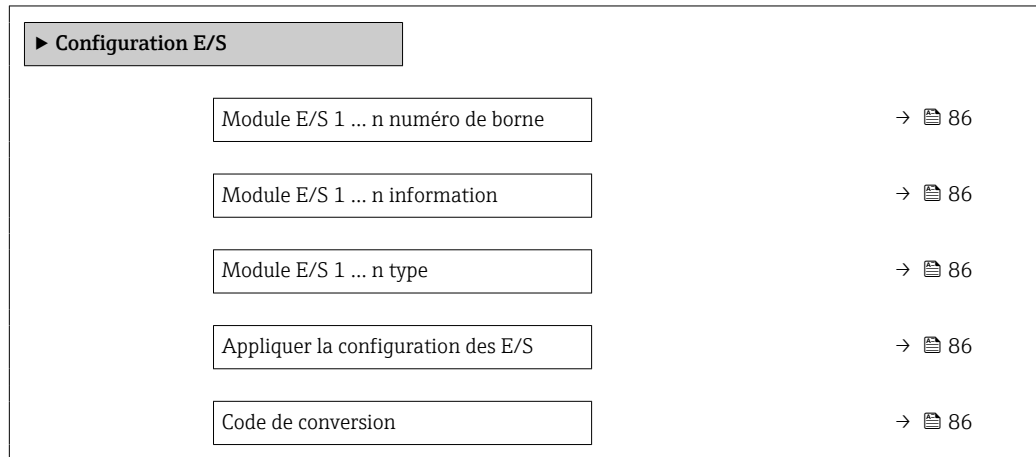 ► Configuration E/S
Module E/S 1 … n numéro de borne → 86
Module E/S 1 … n information → 86
Module E/S 1 … n type → 86
Appliquer la configuration des E/S → 86
Code de conversion → 86